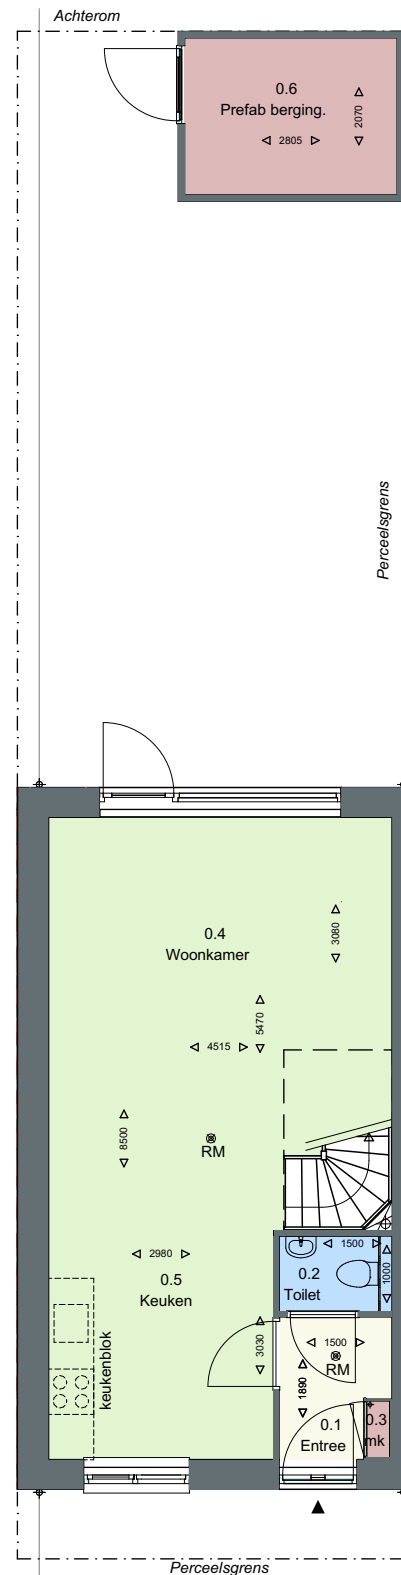 Achterom
0.6
Prefab berging.
2070
2805
Perceelsgrens
0.4
Woonkamer
3080
5470
4515
8500
RM
2980
0.5
Keuken
1500
0.2
Toilet
1000
keukenblok
3030
1500
RM
1890
0.1
Entree
0.3
mk
Perceelsgrens